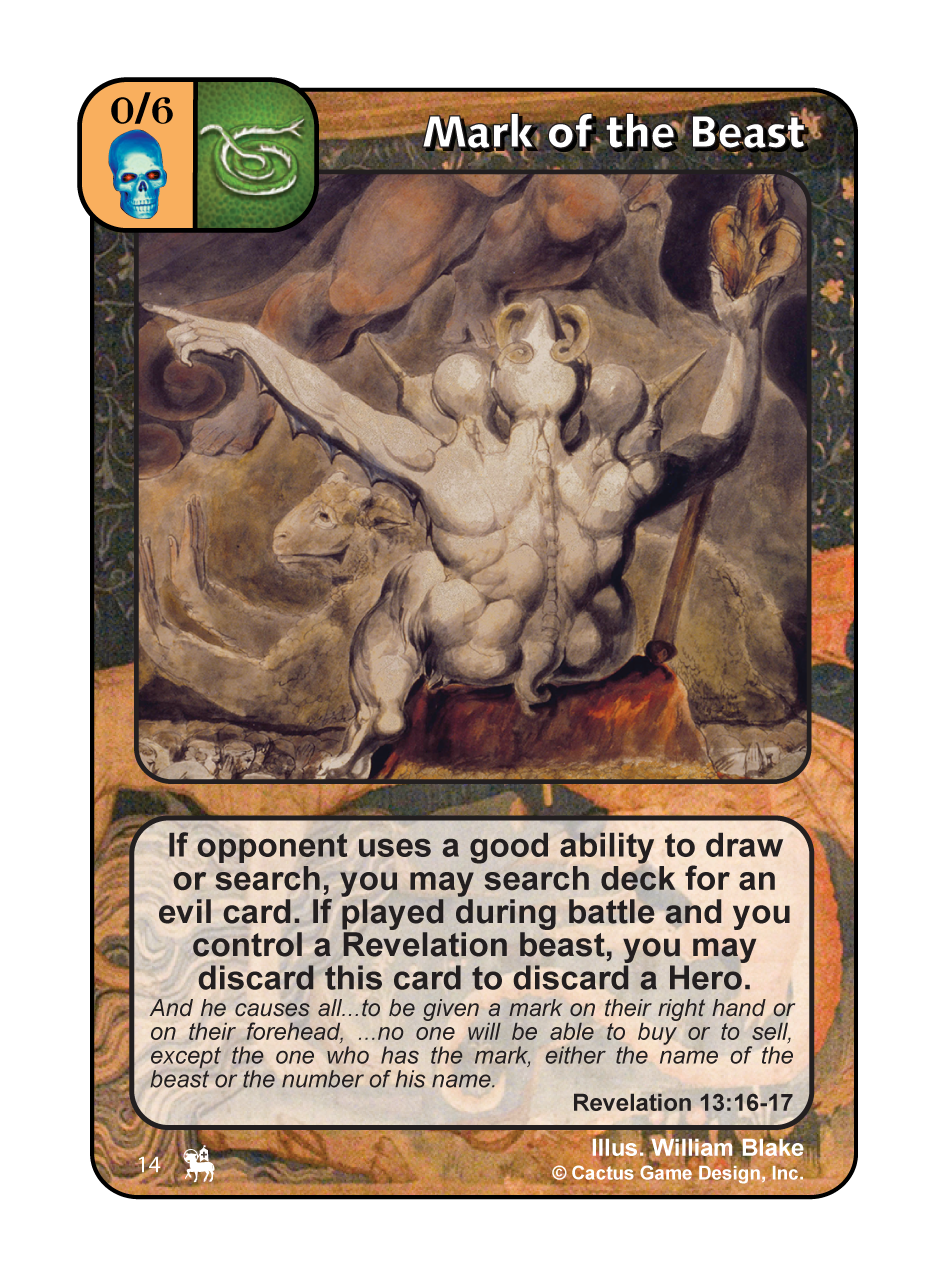 0/6
Mark of the Beast
If opponent uses a good ability to draw
or search, you may search deck for an
evil card. If played during battle and you
control a Revelation beast, you may
discard this card to discard a Hero.
And he causes all...to be given a mark on their right hand or
on their forehead, ...no one will be able to buy or to sell,
except the one who has the mark, either the name of the
beast or the number of his name.
Revelation 13:16-17
14
Illus. William Blake
© Cactus Game Design, Inc.